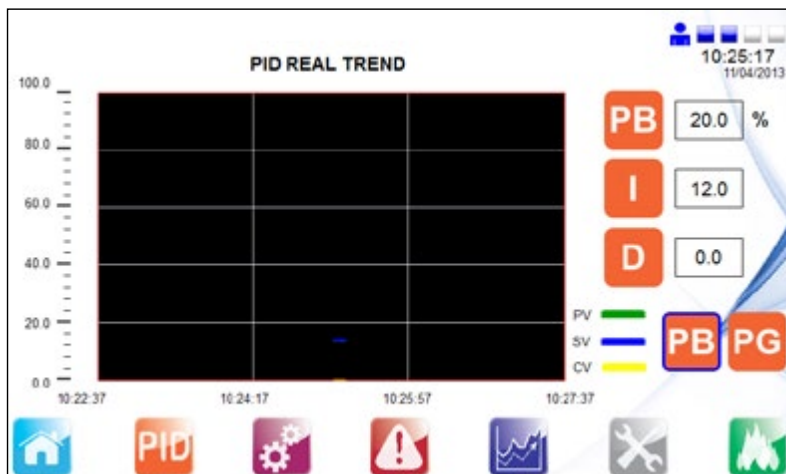 10:25:17
11/04/2013
PID REAL TREND
100.0
80.0
60.0
40.0
20.0
0.0
10:22:37 10:24:17 10:25:57 10:27:37
PB 20.0 %
I 12.0
D 0.0
PV
SV
CV
PB PG
PID